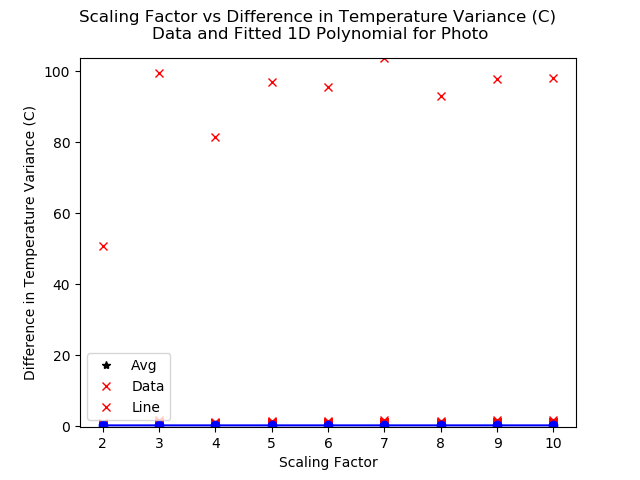 Scaling Factor vs Difference in Temperature Variance (C)
Data and Fitted 1D Polynomial for Photo
Difference in Temperature Variance (C)
100
80
60
40
20
0
Avg
Data
Line
2 3 4 5 6 7 8 9 10
Scaling Factor